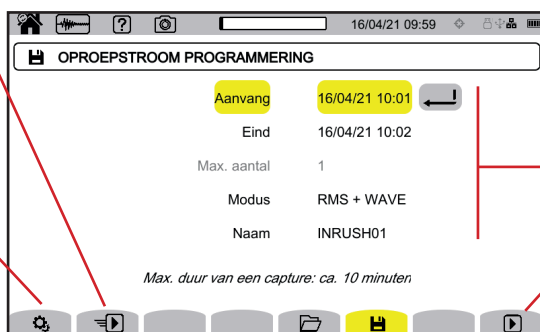 16/04/21 09:59
OPROEPSTROOM PROGRAMMERING
Aanvang 16/04/21 10:01
Eind 16/04/21 10:02
Max. aantal 1
Modus RMS + WAVE
Naam INRUSH01
Max. duur van een capture: ca. 10 minuten